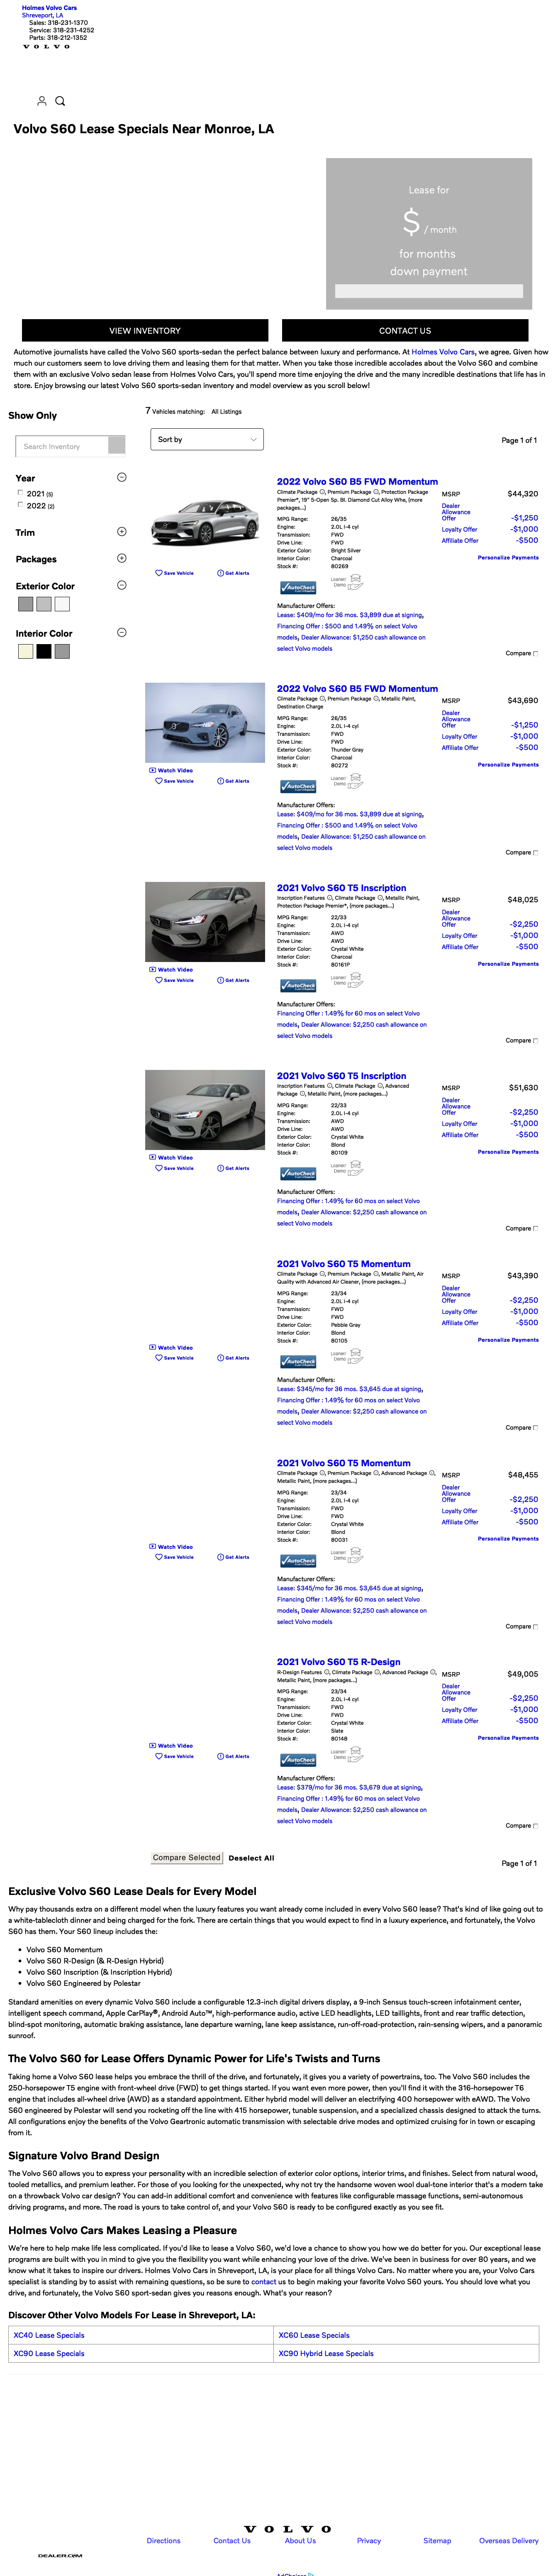 Holmes Volvo Cars
Shreveport, LA
Sales: 318-231-1370
Service: 318-231-4252
Parts: 318-212-1352
VOLVO
Volvo S60 Lease Specials Near Monroe, LA
Lease for
$ / month
for months
down payment
VIEW INVENTORY
CONTACT US
Automotive journalists have called the Volvo S60 sports-sedan the perfect balance between luxury and performance. At Holmes Volvo Cars, we agree. Given how
much our customers seem to love driving them and leasing them for that matter. When you take those incredible accolades about the Volvo S60 and combine
them with an exclusive Volvo sedan lease from Holmes Volvo Cars, you'll spend more time enjoying the drive and the many incredible destinations that life has in
store. Enjoy browsing our latest Volvo S60 sports-sedan inventory and model overview as you scroll below!
Show Only
Search Inventory
Year
2021 (5)
2022 (2)
Trim
Packages
Exterior Color
Interior Color
7 Vehicles matching: All Listings
Sort by
Page 1 of 1
2022 Volvo S60 B5 FWD Momentum
Climate Package, Premium Package, Protection Package
Premier*, 19" 5-Open Sp. Bl. Diamond Cut Alloy Whe, (more
packages...)
MPG Range: 26/35
Engine: 2.0L I-4 cyl
Transmission: FWD
Drive Line: FWD
Exterior Color: Bright Silver
Interior Color: Charcoal
Stock #: 80269
AutoCheck
Loaner/
Demo
Manufacturer Offers:
Lease: $409/mo for 36 mos. $3,899 due at signing,
Financing Offer : $500 and 1.49% on select Volvo
models, Dealer Allowance: $1,250 cash allowance on
select Volvo models
MSRP $44,320
Dealer
Allowance
Offer -$1,250
Loyalty Offer -$1,000
Affiliate Offer -$500
Personalize Payments
Save Vehicle
Get Alerts
Compare
2022 Volvo S60 B5 FWD Momentum
Climate Package, Premium Package, Metallic Paint,
Destination Charge
MPG Range: 26/35
Engine: 2.0L I-4 cyl
Transmission: FWD
Drive Line: FWD
Exterior Color: Thunder Gray
Interior Color: Charcoal
Stock #: 80272
AutoCheck
Loaner/
Demo
Manufacturer Offers:
Lease: $409/mo for 36 mos. $3,899 due at signing,
Financing Offer : $500 and 1.49% on select Volvo
models, Dealer Allowance: $1,250 cash allowance on
select Volvo models
MSRP $43,690
Dealer
Allowance
Offer -$1,250
Loyalty Offer -$1,000
Affiliate Offer -$500
Personalize Payments
Watch Video
Save Vehicle
Get Alerts
Compare
2021 Volvo S60 T5 Inscription
Inscription Features, Climate Package, Metallic Paint,
Protection Package Premier*, (more packages...)
MPG Range: 22/33
Engine: 2.0L I-4 cyl
Transmission: AWD
Drive Line: AWD
Exterior Color: Crystal White
Interior Color: Charcoal
Stock #: 80161P
AutoCheck
Loaner/
Demo
Manufacturer Offers:
Financing Offer : 1.49% for 60 mos on select Volvo
models, Dealer Allowance: $2,250 cash allowance on
select Volvo models
MSRP $48,025
Dealer
Allowance
Offer -$2,250
Loyalty Offer -$1,000
Affiliate Offer -$500
Personalize Payments
Watch Video
Save Vehicle
Get Alerts
Compare
2021 Volvo S60 T5 Inscription
Inscription Features, Climate Package, Advanced
Package, Metallic Paint, (more packages...)
MPG Range: 22/33
Engine: 2.0L I-4 cyl
Transmission: AWD
Drive Line: AWD
Exterior Color: Crystal White
Interior Color: Blond
Stock #: 80109
AutoCheck
Loaner/
Demo
Manufacturer Offers:
Financing Offer : 1.49% for 60 mos on select Volvo
models, Dealer Allowance: $2,250 cash allowance on
select Volvo models
MSRP $51,630
Dealer
Allowance
Offer -$2,250
Loyalty Offer -$1,000
Affiliate Offer -$500
Personalize Payments
Watch Video
Save Vehicle
Get Alerts
Compare
2021 Volvo S60 T5 Momentum
Climate Package, Premium Package, Metallic Paint, Air
Quality with Advanced Air Cleaner, (more packages...)
MPG Range: 23/34
Engine: 2.0L I-4 cyl
Transmission: FWD
Drive Line: FWD
Exterior Color: Pebble Gray
Interior Color: Blond
Stock #: 80105
AutoCheck
Loaner/
Demo
Manufacturer Offers:
Lease: $345/mo for 36 mos. $3,645 due at signing,
Financing Offer : 1.49% for 60 mos on select Volvo
models, Dealer Allowance: $2,250 cash allowance on
select Volvo models
MSRP $43,390
Dealer
Allowance
Offer -$2,250
Loyalty Offer -$1,000
Affiliate Offer -$500
Personalize Payments
Watch Video
Save Vehicle
Get Alerts
Compare
2021 Volvo S60 T5 Momentum
Climate Package, Premium Package, Advanced Package,
Metallic Paint, (more packages...)
MPG Range: 23/34
Engine: 2.0L I-4 cyl
Transmission: FWD
Drive Line: FWD
Exterior Color: Crystal White
Interior Color: Blond
Stock #: 80031
AutoCheck
Loaner/
Demo
Manufacturer Offers:
Lease: $345/mo for 36 mos. $3,645 due at signing,
Financing Offer : 1.49% for 60 mos on select Volvo
models, Dealer Allowance: $2,250 cash allowance on
select Volvo models
MSRP $48,455
Dealer
Allowance
Offer -$2,250
Loyalty Offer -$1,000
Affiliate Offer -$500
Personalize Payments
Watch Video
Save Vehicle
Get Alerts
Compare
2021 Volvo S60 T5 R-Design
R-Design Features, Climate Package, Advanced Package,
Metallic Paint, (more packages...)
MPG Range: 23/34
Engine: 2.0L I-4 cyl
Transmission: FWD
Drive Line: FWD
Exterior Color: Crystal White
Interior Color: Slate
Stock #: 80148
AutoCheck
Loaner/
Demo
Manufacturer Offers:
Lease: $379/mo for 36 mos. $3,679 due at signing,
Financing Offer : 1.49% for 60 mos on select Volvo
models, Dealer Allowance: $2,250 cash allowance on
select Volvo models
MSRP $49,005
Dealer
Allowance
Offer -$2,250
Loyalty Offer -$1,000
Affiliate Offer -$500
Personalize Payments
Watch Video
Save Vehicle
Get Alerts
Compare
Compare Selected
Deselect All
Page 1 of 1
Exclusive Volvo S60 Lease Deals for Every Model
Why pay thousands extra on a different model when the luxury features you want already come included in every Volvo S60 lease? That's kind of like going out to
a white-tablecloth dinner and being charged for the fork. There are certain things that you would expect to find in a luxury experience, and fortunately, the Volvo
S60 has them. Your S60 lineup includes the:
• Volvo S60 Momentum
• Volvo S60 R-Design (& R-Design Hybrid)
• Volvo S60 Inscription (& Inscription Hybrid)
• Volvo S60 Engineered by Polestar
Standard amenities on every dynamic Volvo S60 include a configurable 12.3-inch digital drivers display, a 9-inch Sensus touch-screen infotainment center,
intelligent speech command, Apple CarPlay®, Android Auto™, high-performance audio, active LED headlights, LED taillights, front and rear traffic detection,
blind-spot monitoring, automatic braking assistance, lane departure warning, lane keep assistance, run-off-road-protection, rain-sensing wipers, and a panoramic
sunroof.
The Volvo S60 for Lease Offers Dynamic Power for Life's Twists and Turns
Taking home a Volvo S60 lease helps you embrace the thrill of the drive, and fortunately, it gives you a variety of powertrains, too. The Volvo S60 includes the
250-horsepower T5 engine with front-wheel drive (FWD) to get things started. If you want even more power, then you'll find it with the 316-horsepower T6
engine that includes all-wheel drive (AWD) as a standard appointment. Either hybrid model will deliver an electrifying 400 horsepower with eAWD. The Volvo
S60 engineered by Polestar will send you rocketing off the line with 415 horsepower, tunable suspension, and a specialized chassis designed to attack the turns.
All configurations enjoy the benefits of the Volvo Geartronic automatic transmission with selectable drive modes and optimized cruising for in town or escaping
from it.
Signature Volvo Brand Design
The Volvo S60 allows you to express your personality with an incredible selection of exterior color options, interior trims, and finishes. Select from natural wood,
tooled metallics, and premium leather. For those of you looking for the unexpected, why not try the handsome woven wool dual-tone interior that's a modern take
on a throwback Volvo car design? You can find additional comfort and convenience with features like configurable massage functions, semi-autonomous
driving programs, and more. The road is yours to take control of, and your Volvo S60 is ready to be configured exactly as you see fit.
Holmes Volvo Cars Makes Leasing a Pleasure
We're here to help make life less complicated. If you'd like to lease a Volvo S60, we'd love a chance to show you how we do better for you. Our exceptional lease
programs are built with you in mind to give you the flexibility you want while enhancing your love of the drive. We've been in business for over 80 years, and we
know what it takes to inspire our drivers. Holmes Volvo Cars in Shreveport, LA, is your place for all things Volvo Cars. No matter where you are, your Volvo Cars
specialist is standing by to assist with remaining questions, so be sure to contact us to begin making your favorite Volvo S60 yours. You should love what you
drive, and fortunately, the Volvo S60 sport-sedan gives you reasons enough. What's your reason?
Discover Other Volvo Models For Lease in Shreveport, LA:
XC40 Lease Specials
XC60 Lease Specials
XC90 Lease Specials
XC90 Hybrid Lease Specials
VOLVO
Directions
Contact Us
About Us
Privacy
Sitemap
Overseas Delivery
DEALER.COM
AdChoices